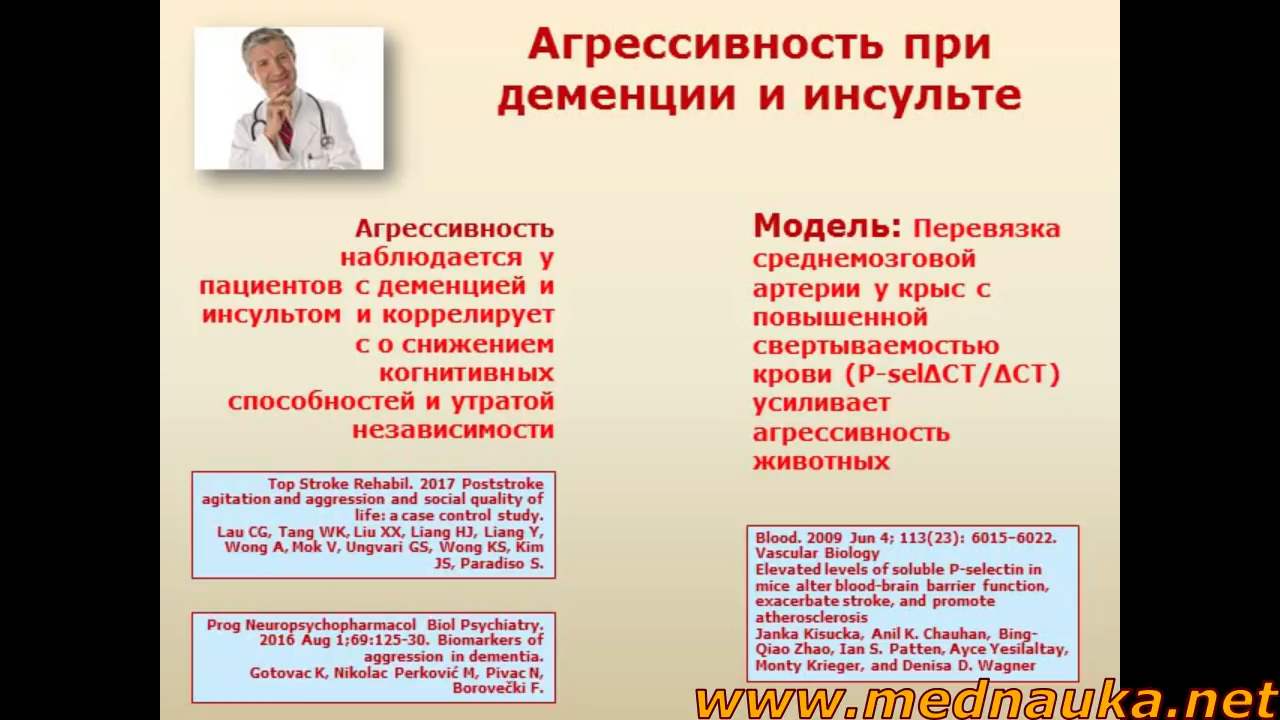 Агрессивность при
деменции и инсульте
Агрессивность
наблюдается у
пациентов с деменцией и
инсультом и коррелирует
с о снижением
когнитивных
способностей и утратой
независимости
Top Stroke Rehabil. 2017 Poststroke
agitation and aggression and social quality of
life: a case control study.
Lau CG, Tang WK, Liu XX, Liang HJ, Liang Y,
Wong A, Mok V, Ungvari GS, Wong KS, Kim
JS, Paradiso S.
Prog Neuropsychopharmacol Biol Psychiatry.
2016 Aug 1;69:125-30. Biomarkers of
aggression in dementia.
Gotovac K, Nikolac Perković M, Pivac N,
Borovečki F.
Модель: Перевязка
среднемозговой
артерии у крыс с
повышенной
свертываемостью
крови (P-selΔCT/ΔCT)
усиливает
агрессивность
животных
Blood. 2009 Jun 4; 113(23): 6015–6022.
Vascular Biology
Elevated levels of soluble P-selectin in
mice alter blood-brain barrier function,
exacerbate stroke, and promote
atherosclerosis
Janka Kisucka, Anil K. Chauhan, Bing-
Qiao Zhao, Ian S. Patten, Ayce Yesilaltay,
Monty Krieger, and Denisa D. Wagner
www.mednauka.net